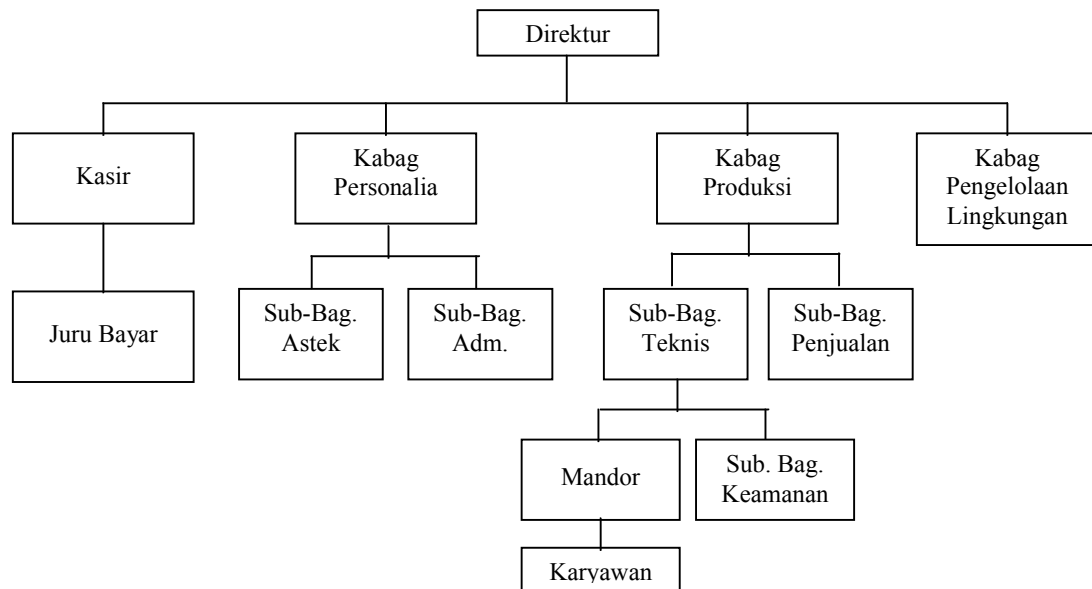 Direktur
Kasir
Kabag
Personalia
Kabag
Produksi
Kabag
Pengelolaan
Lingkungan
Juru Bayar
Sub-Bag.
Astek
Sub-Bag.
Adm.
Sub-Bag.
Teknis
Sub-Bag.
Penjualan
Mandor
Sub. Bag.
Keamanan
Karyawan